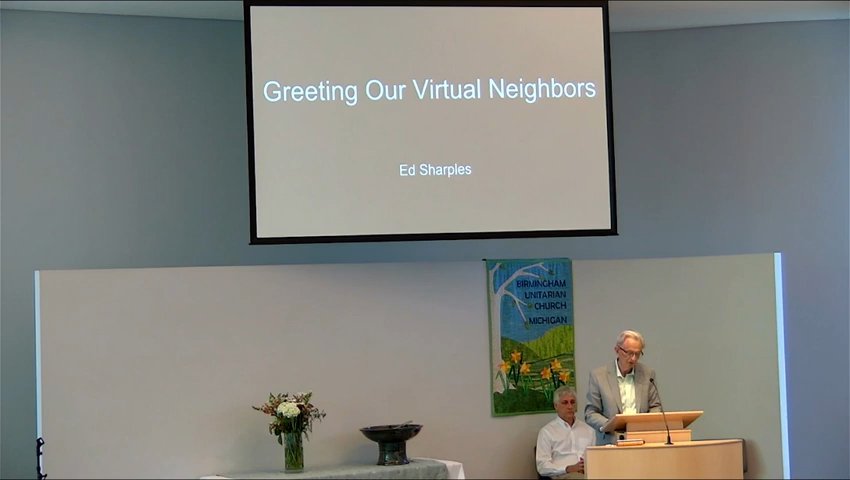 Greeting Our Virtual Neighbors
Ed Sharples
BIRMINGHAM
UNITARIAN
CHURCH
MICHIGAN